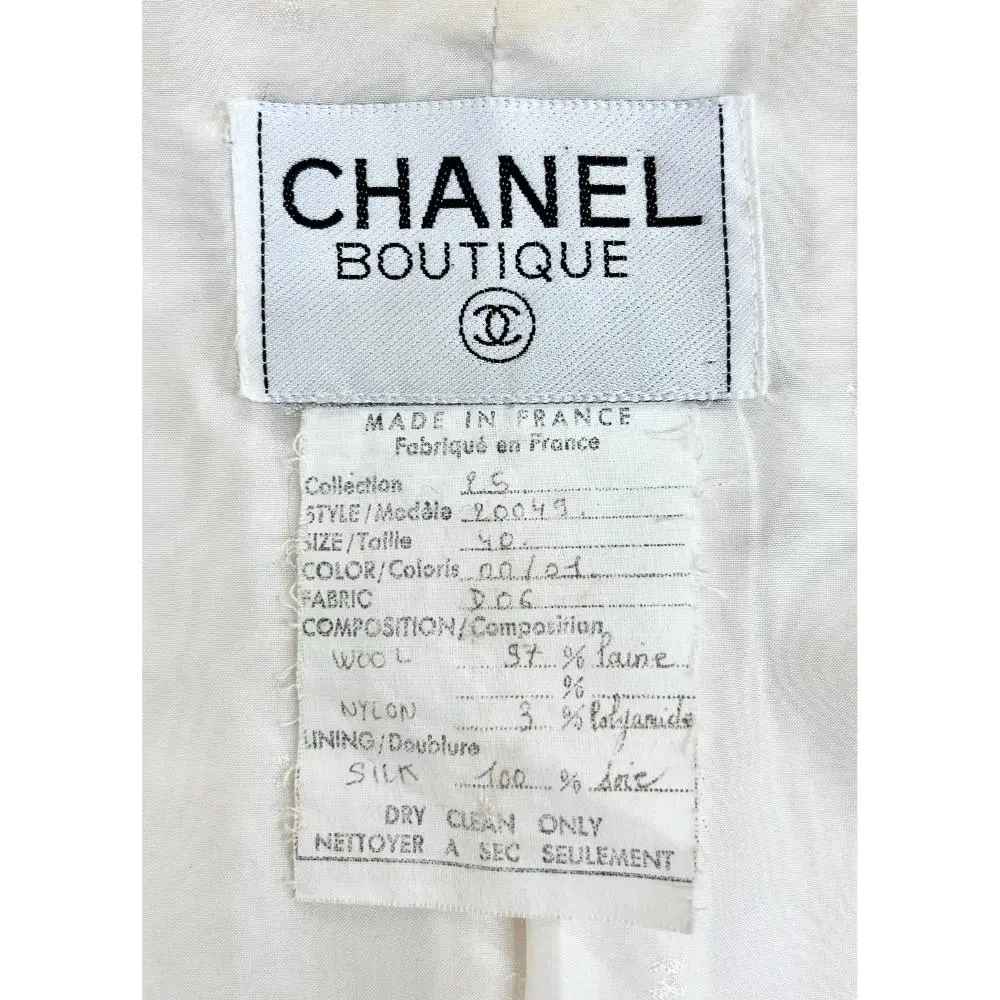 CHANEL
BOUTIQUE
MADE IN FRANCE
Fabriqué en France
Collection 25
STYLE/Modèle 20049.
SIZE/Taille 40.
COLOR/Coloris 00/01
FABRIC D06
COMPOSITION/Composition
WOOL 97 % laine
%
NYLON 3 % Polyamide
LINING/Doublure
SILK 100 % soie
DRY CLEAN ONLY
NETTOYER A SEC SEULEMENT